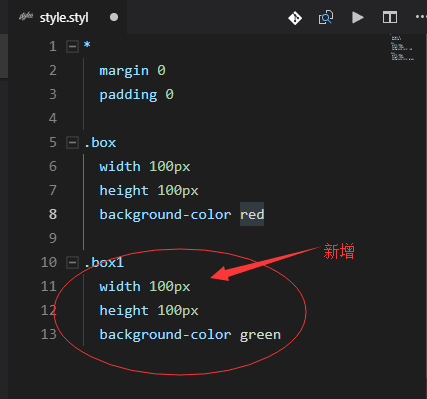 style style.styl
1 *
2 margin 0
3 padding 0
4
5 .box
6 width 100px
7 height 100px
8 background-color red
9
10 .box1
新增
11 width 100px
12 height 100px
13 background-color green